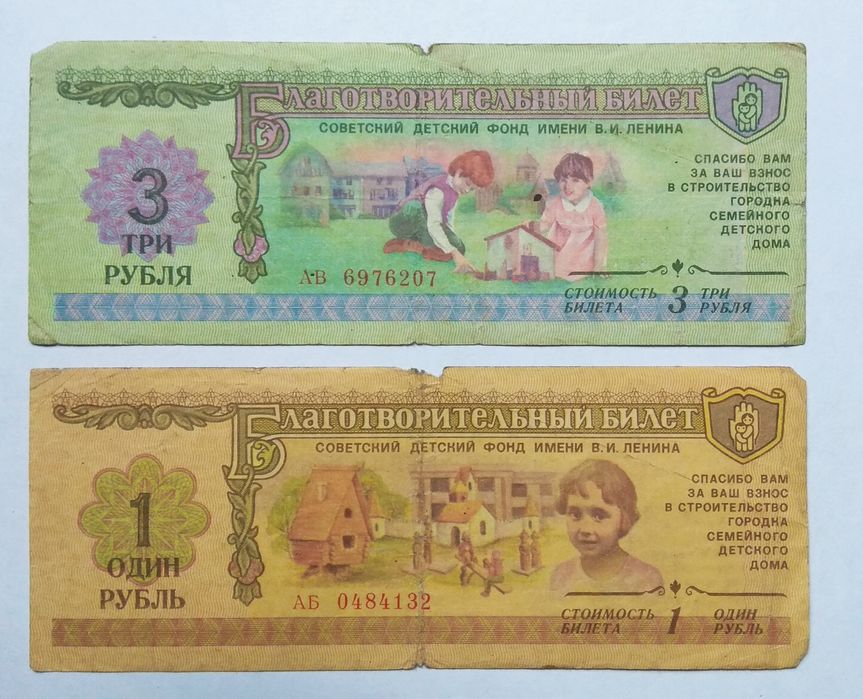 БЛАГОТВОРИТЕЛЬНЫЙ БИЛЕТ
СОВЕТСКИЙ ДЕТСКИЙ ФОНД ИМЕНИ В.И. ЛЕНИНА
3
ТРИ
РУБЛЯ
СПАСИБО ВАМ
ЗА ВАШ ВЗНОС
В СТРОИТЕЛЬСТВО
ГОРОДКА
СЕМЕЙНОГО
ДЕТСКОГО
ДОМА
АВ 6976207
СТОИМОСТЬ БИЛЕТА 3 ТРИ РУБЛЯ
БЛАГОТВОРИТЕЛЬНЫЙ БИЛЕТ
СОВЕТСКИЙ ДЕТСКИЙ ФОНД ИМЕНИ В.И. ЛЕНИНА
1
ОДИН
РУБЛЬ
СПАСИБО ВАМ
ЗА ВАШ ВЗНОС
В СТРОИТЕЛЬСТВО
ГОРОДКА
СЕМЕЙНОГО
ДЕТСКОГО
ДОМА
АБ 0484132
СТОИМОСТЬ БИЛЕТА 1 ОДИН РУБЛЬ